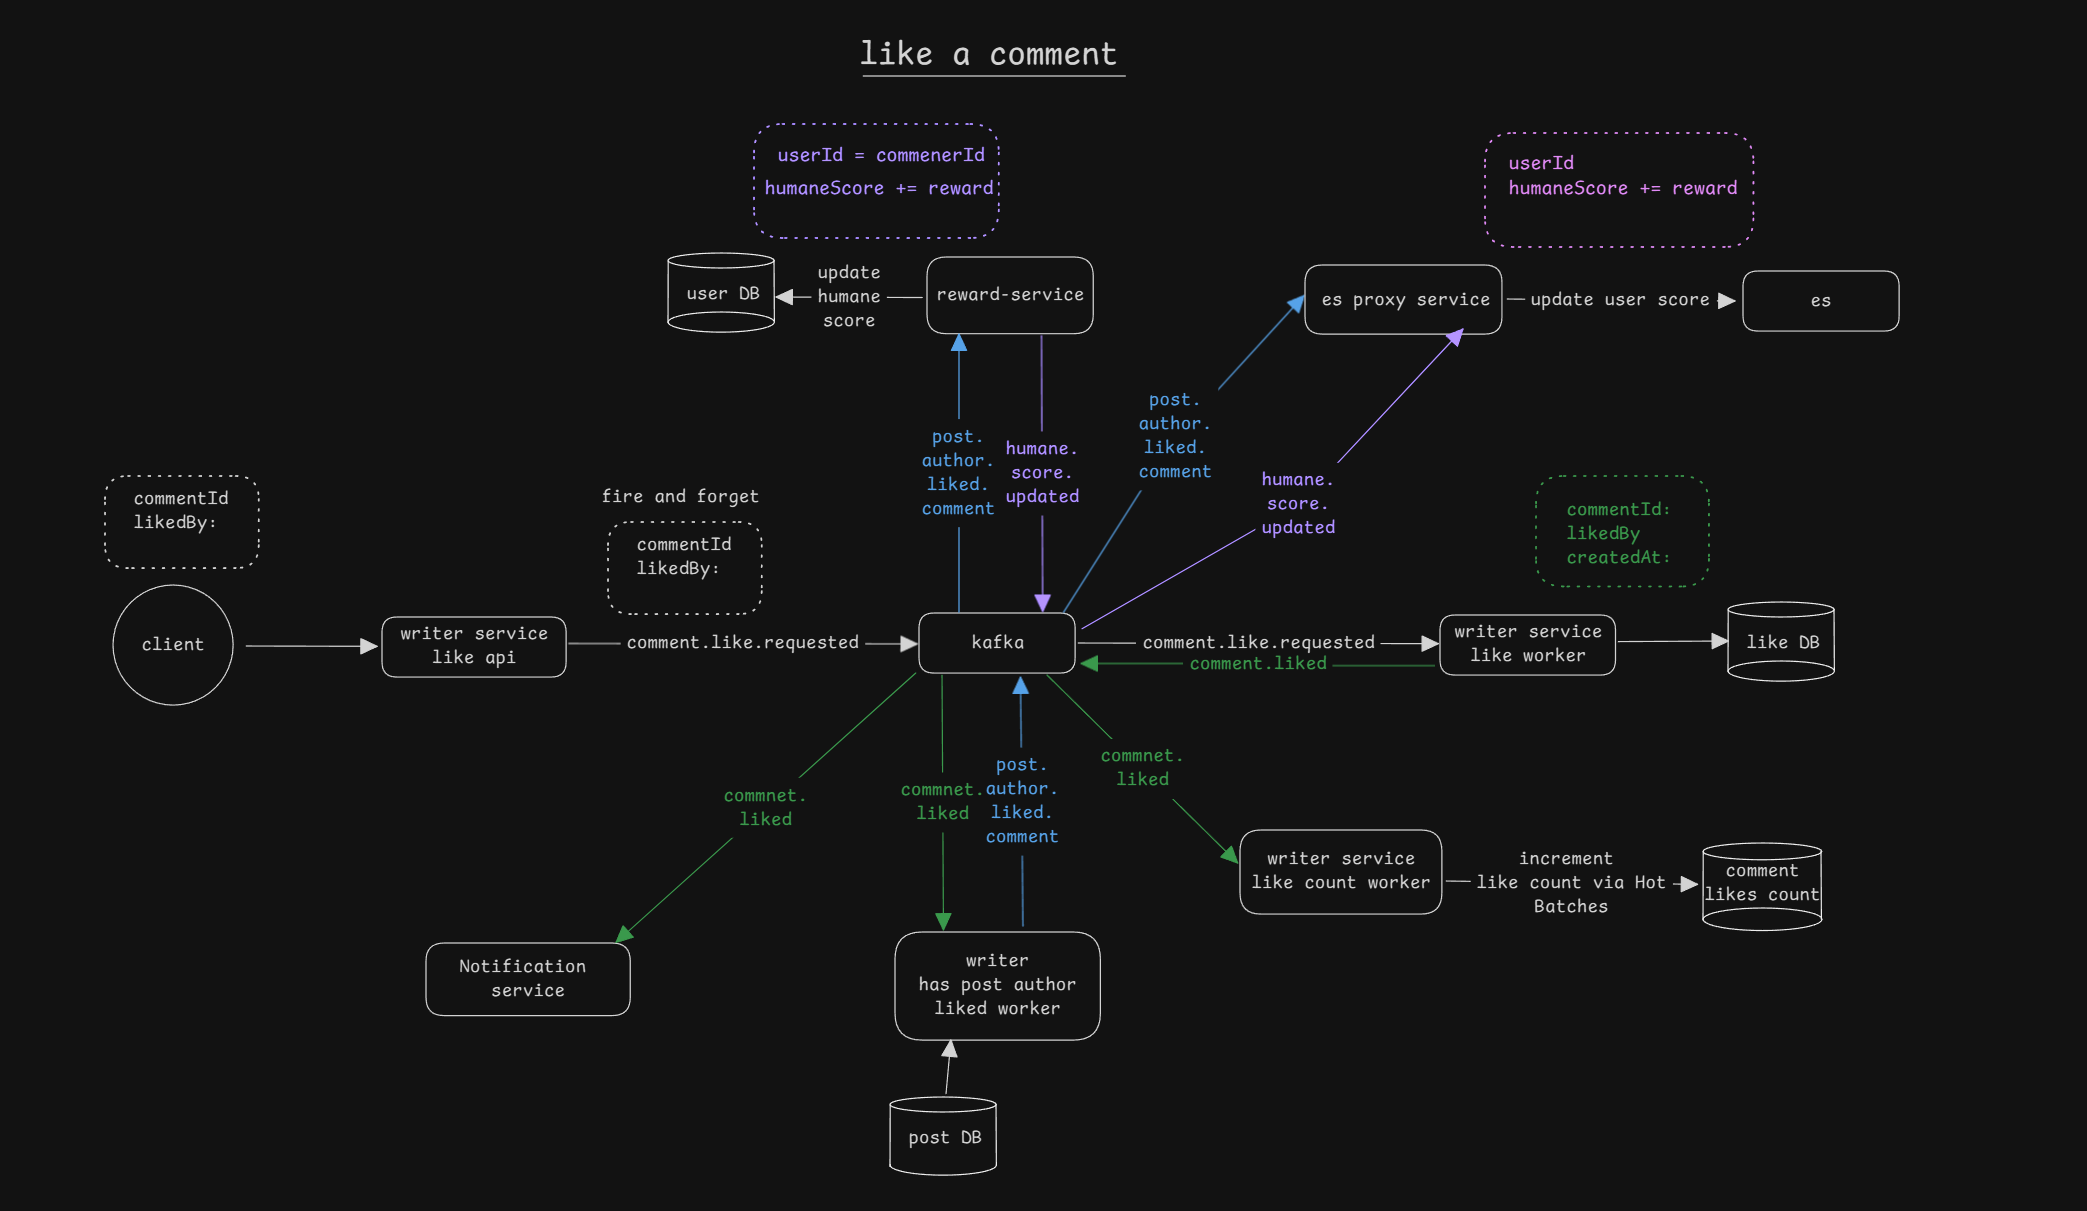 like a comment
userId = commenerId
humaneScore += reward
userId
humaneScore += reward
user DB
update
humane
score
reward-service
es proxy service
update user score
es
post.
author.
liked.
comment
humane.
score.
updated
post.
author.
liked.
comment
humane.
score.
updated
commentId
likedBy:
fire and forget
commentId
likedBy:
commentId:
likedBy
createdAt:
client
writer service
like api
comment.like.requested
kafka
comment.like.requested
comment.liked
writer service
like worker
like DB
commnet.
liked
commnet.
liked
post.
author.
liked.
comment
commnet.
liked
writer service
like count worker
increment
like count via Hot
Batches
comment
likes count
Notification
service
writer
has post author
liked worker
post DB